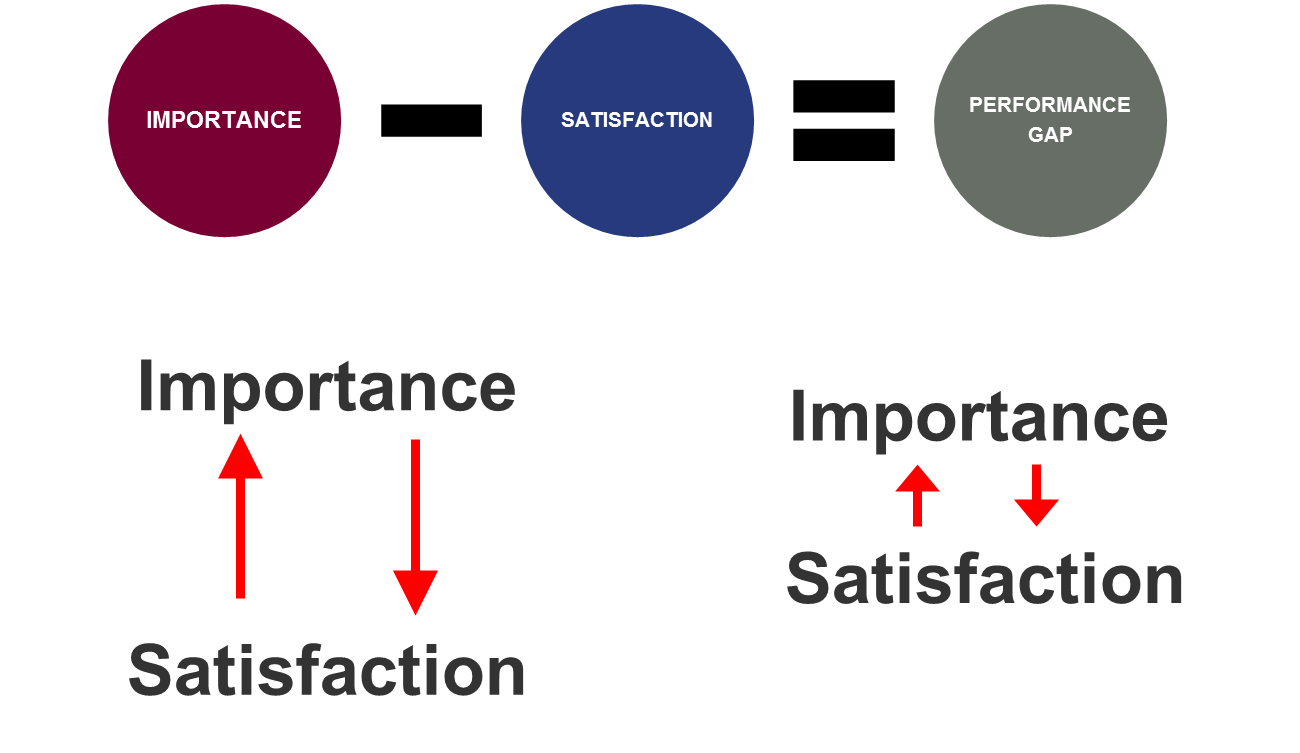 IMPORTANCE
SATISFACTION
PERFORMANCE
GAP
Importance
Satisfaction
Importance
Satisfaction